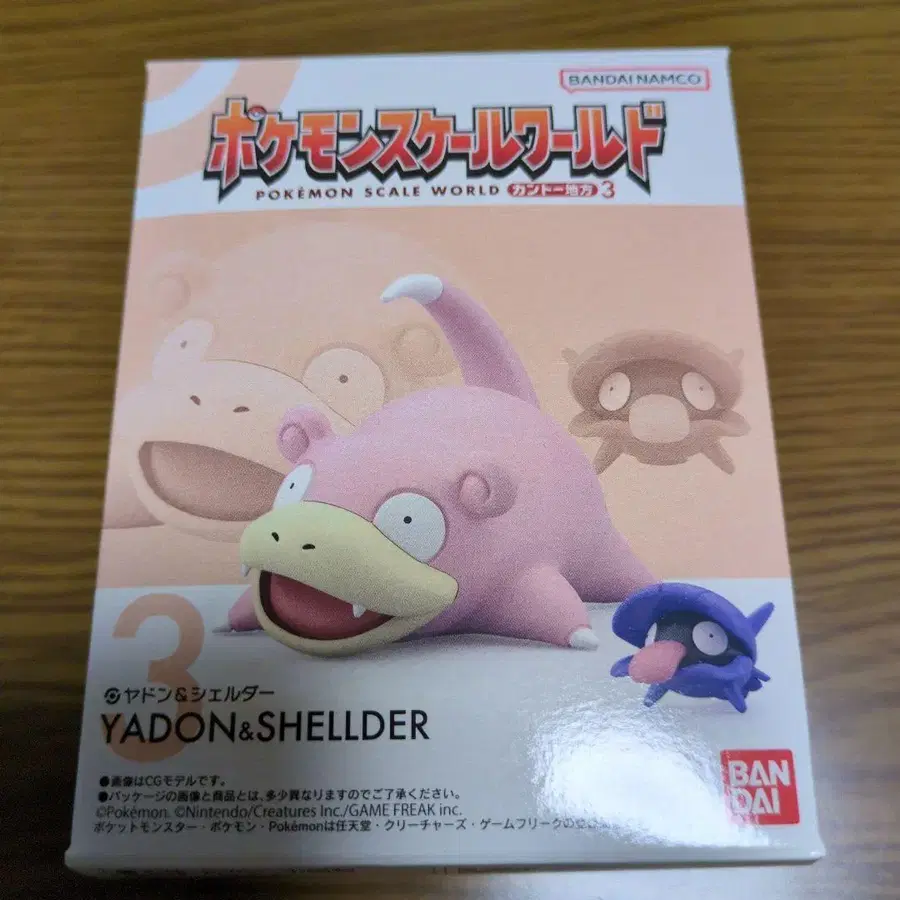 BANDAI NAMCO
ポケモンスケールワールド
POKÉMON SCALE WORLD カントー地方 3
3
ヤドン&シェルダー
YADON&SHELLDER
●画像はCGモデルです。
●パッケージの画像と商品とは、多少異なりますのでご了承ください。
©Pokémon. ©Nintendo/Creatures Inc./GAME FREAK inc.
ポケットモンスター・ポケモン・Pokémonは任天堂・クリーチャーズ・ゲームフリークの
BAN
DAI